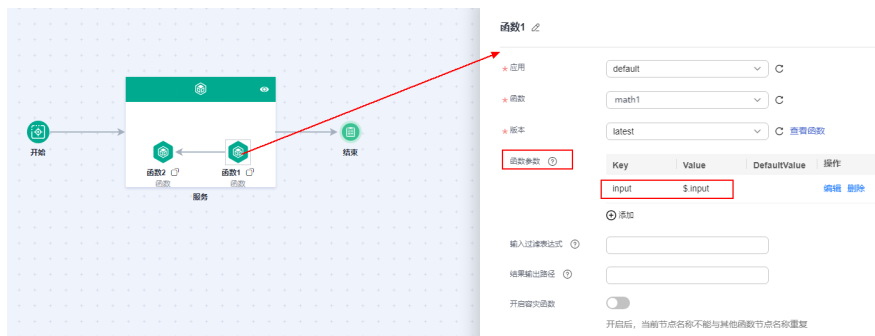 开始
函数2
函数
函数1
函数
服务
结束
函数1
* 应用
default
* 函数
math1
* 版本
latest
查看函数
函数参数
Key Value DefaultValue 操作
input $.input 编辑 删除
添加
输入过滤表达式
结果输出路径
开启容灾函数
开启后，当前节点名称不能与其他函数节点名称重复